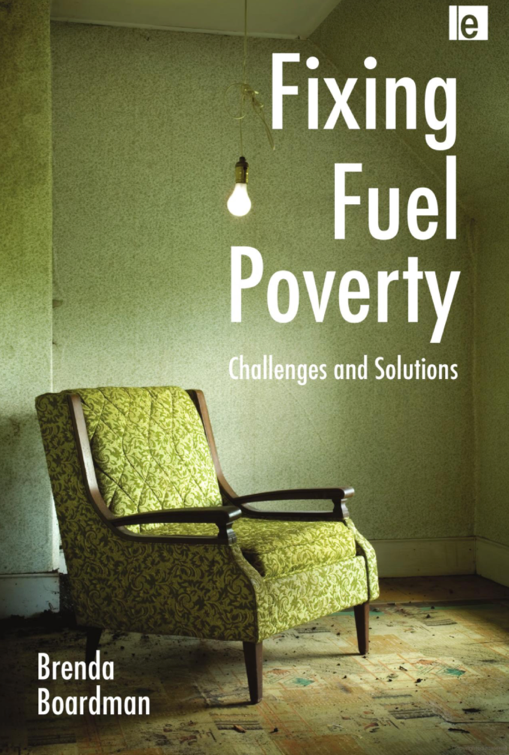 e
Fixing
Fuel
Poverty
Challenges and Solutions
Brenda
Boardman